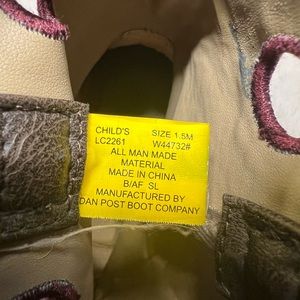 CHILD'S SIZE 1.5M
LC2261 W44732#
ALL MAN MADE
MATERIAL
MADE IN CHINA
B/AF SL
MANUFACTURED BY
DAN POST BOOT COMPANY